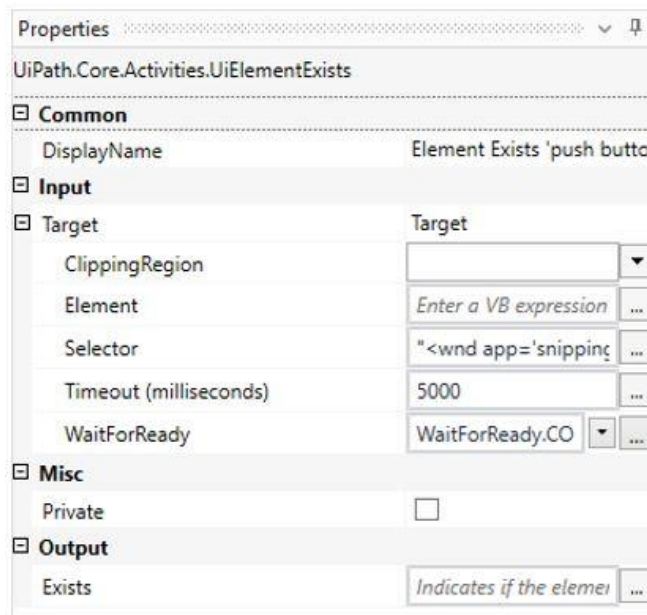 Properties
UiPath.Core.Activities.UiElementExists
Common
DisplayName Element Exists 'push butto
Input
Target Target
ClippingRegion
Element Enter a VB expression ...
Selector "<wnd app='snipping ...
Timeout (milliseconds) 5000 ...
WaitForReady WaitForReady.CO ...
Misc
Private
Output
Exists Indicates if the elemer ...